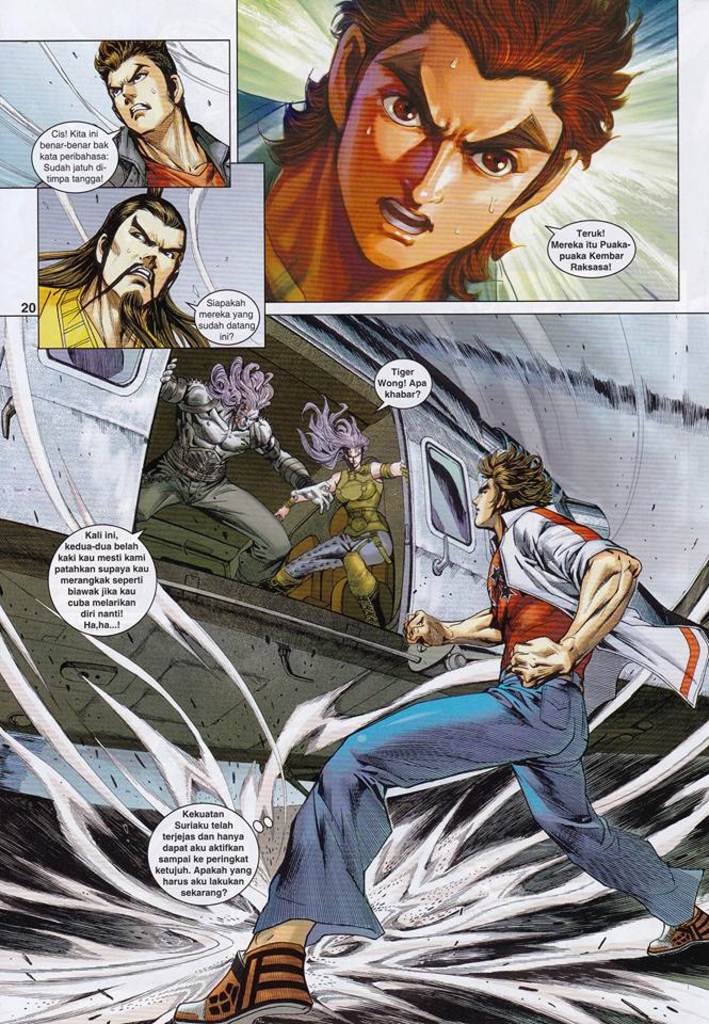 Cis! Kita ini
benar-benar bak
kata peribahasa:
Sudah jatuh di-
timpa tangga!
Teruk!
Mereka itu Puaka-
puaka Kembar
Raksasa!
Siapakah
mereka yang
sudah datang
ini?
20
Tiger
Wong! Apa
khabar?
Kali ini,
kedua-dua belah
kaki kau mesti kami
patahkan supaya kau
merangkak seperti
biawak jika kau
cuba melarikan
diri nanti!
Ha,ha...!
Kekuatan
Suriaku telah
terjejas dan hanya
dapat aku aktifkan
sampai ke peringkat
ketujuh. Apakah yang
harus aku lakukan
sekarang?